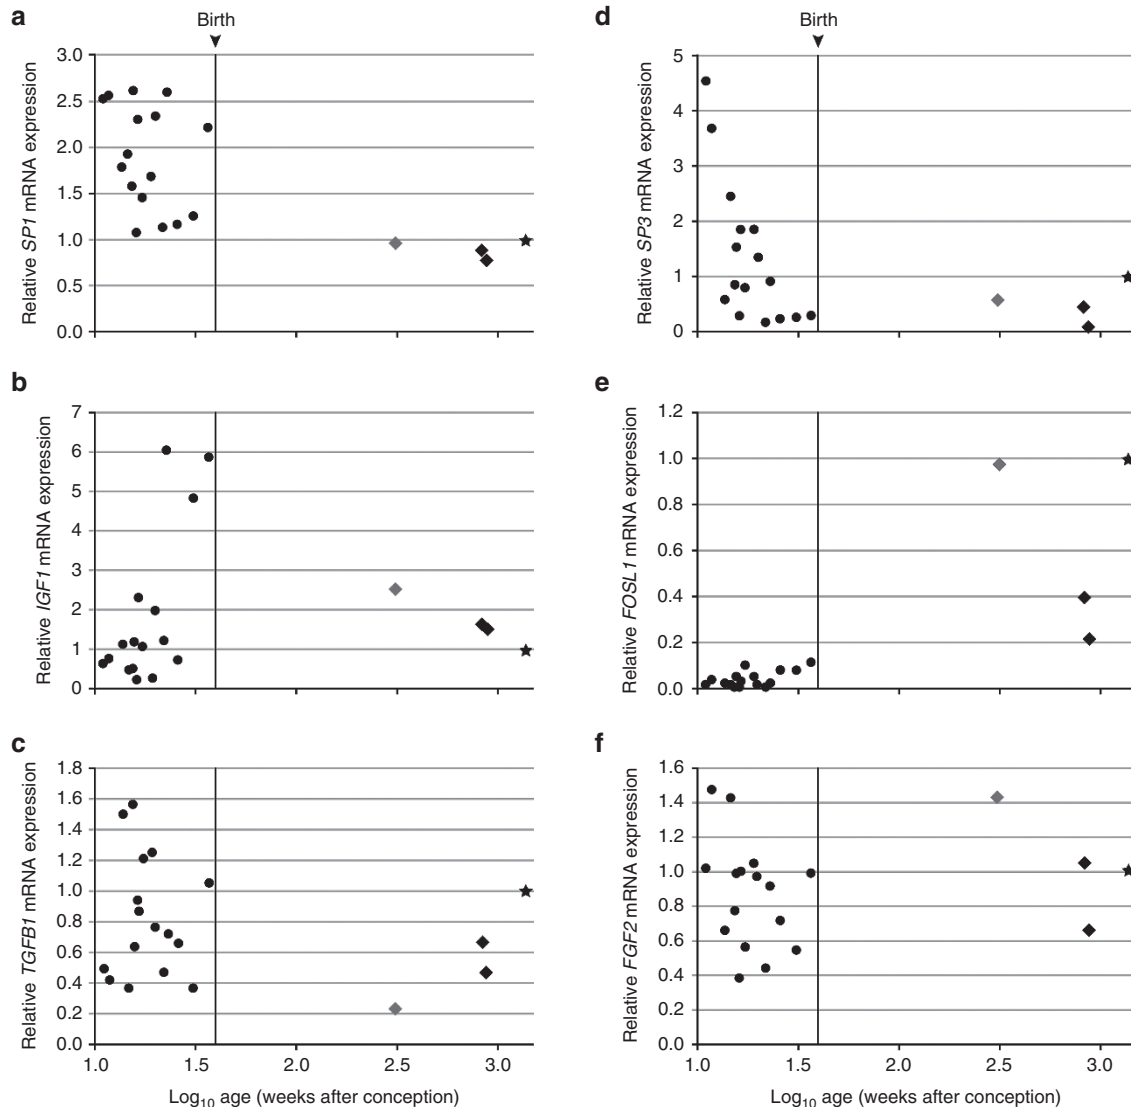 a
Birth
Relative SP1 mRNA expression
3.0
2.5
2.0
1.5
1.0
0.5
0.0
b
Relative IGF1 mRNA expression
7
6
5
4
3
2
1
0
c
Relative TGFB1 mRNA expression
1.8
1.6
1.4
1.2
1.0
0.8
0.6
0.4
0.2
0.0
1.0 1.5 2.0 2.5 3.0
Log10 age (weeks after conception)
d
Birth
Relative SP3 mRNA expression
5
4
3
2
1
0
e
Relative FOSL1 mRNA expression
1.2
1.0
0.8
0.6
0.4
0.2
0.0
f
Relative FGF2 mRNA expression
1.6
1.4
1.2
1.0
0.8
0.6
0.4
0.2
0.0
1.0 1.5 2.0 2.5 3.0
Log10 age (weeks after conception)